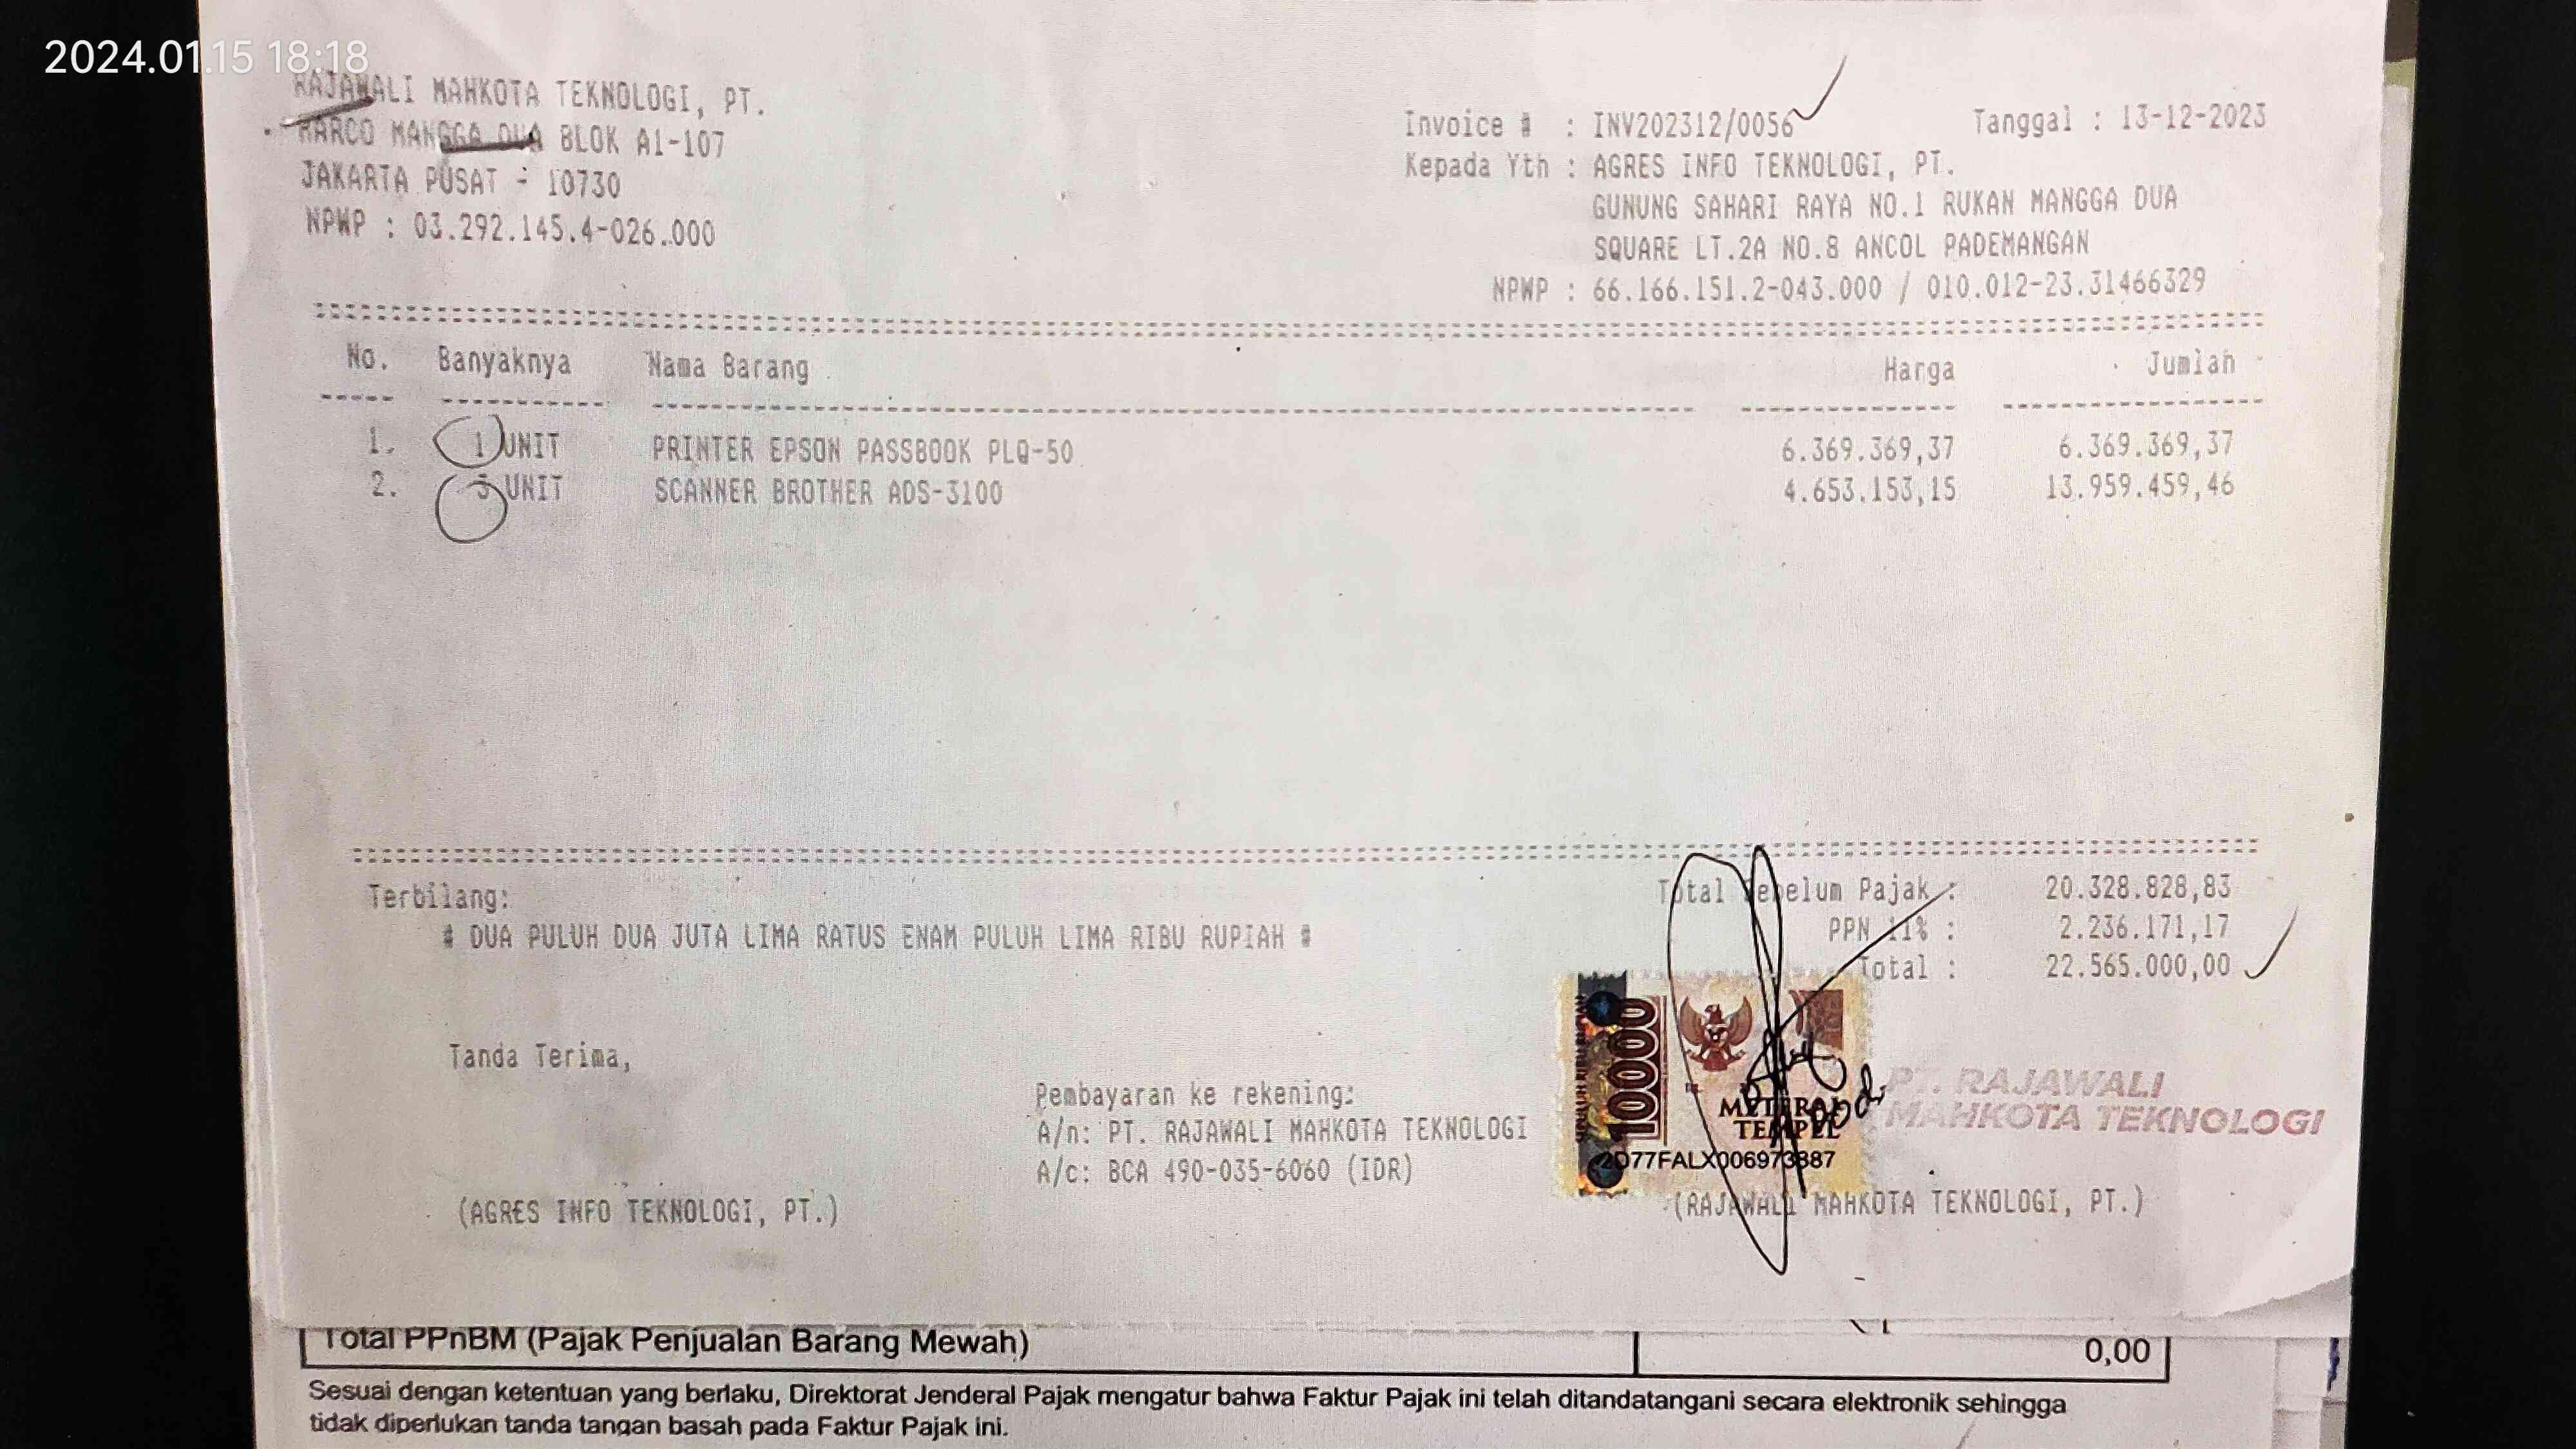 2024.01.15 18:18
RAJAWALI MAHKOTA TEKNOLOGI, PT.
HARCO MANGGA DUA BLOK A1-107
JAKARTA PUSAT - 10730
NPWP : 03.292.145.4-026.000
Invoice # : INV202312/0056 Tanggal : 13-12-2023
Kepada Yth : AGRES INFO TEKNOLOGI, PT.
GUNUNG SAHARI RAYA NO.1 RUKAN MANGGA DUA
SQUARE LT.2A NO.8 ANCOL PADEMANGAN
NPWP : 66.166.151.2-043.000 / 010.012-23.31466329
No. Banyaknya Nama Barang Harga Jumlah
1. 1 UNIT PRINTER EPSON PASSBOOK PLQ-50 6.369.369,37 6.369.369,37
2. 3 UNIT SCANNER BROTHER ADS-3100 4.653.153,15 13.959.459,46
Terbilang:
# DUA PULUH DUA JUTA LIMA RATUS ENAM PULUH LIMA RIBU RUPIAH #
Total Sebelum Pajak : 20.328.828,83
PPN 11% : 2.236.171,17
Total : 22.565.000,00
Tanda Terima,
Pembayaran ke rekening:
A/n: PT. RAJAWALI MAHKOTA TEKNOLOGI
A/c: BCA 490-035-6060 (IDR)
10000
METERAI
TEMPEL
2D77FALX006973887
PT. RAJAWALI
MAHKOTA TEKNOLOGI
(AGRES INFO TEKNOLOGI, PT.)
(RAJAWALI MAHKOTA TEKNOLOGI, PT.)
Total PPnBM (Pajak Penjualan Barang Mewah) 0,00
Sesuai dengan ketentuan yang berlaku, Direktorat Jenderal Pajak mengatur bahwa Faktur Pajak ini telah ditandatangani secara elektronik sehingga
tidak diperlukan tanda tangan basah pada Faktur Pajak ini.